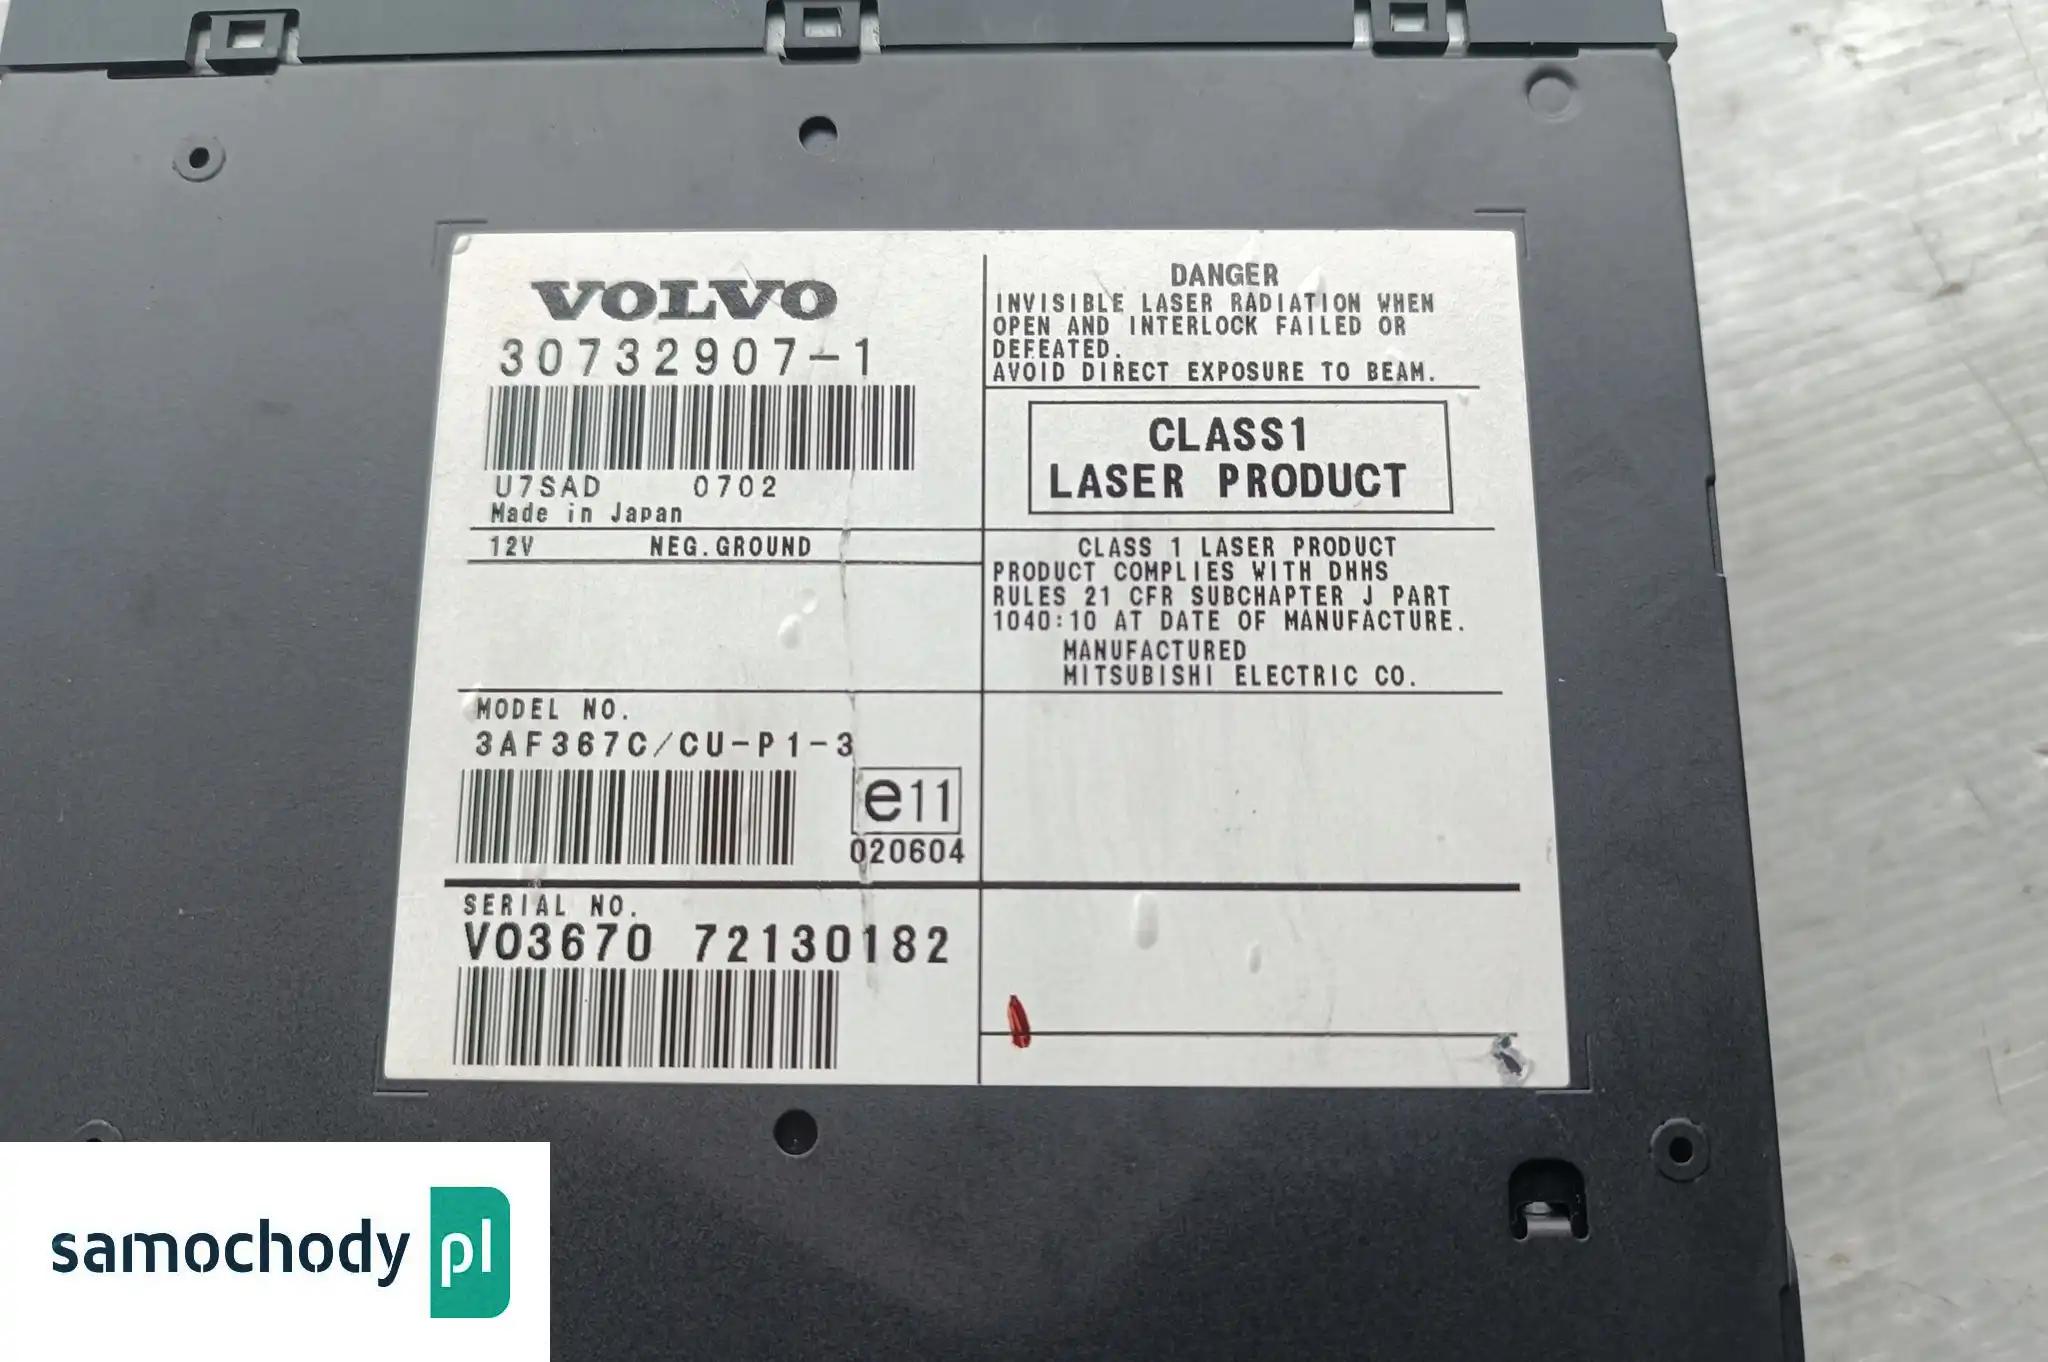 VOLVO
30732907-1
U7SAD 0702
Made in Japan
12V NEG.GROUND
MODEL NO.
3AF367C/CU-P1-3
e11
020604
SERIAL NO.
VO3670 72130182
DANGER
INVISIBLE LASER RADIATION WHEN
OPEN AND INTERLOCK FAILED OR
DEFEATED.
AVOID DIRECT EXPOSURE TO BEAM.
CLASS1
LASER PRODUCT
CLASS 1 LASER PRODUCT
PRODUCT COMPLIES WITH DHHS
RULES 21 CFR SUBCHAPTER J PART
1040:10 AT DATE OF MANUFACTURE.
MANUFACTURED
MITSUBISHI ELECTRIC CO.
samochody pl